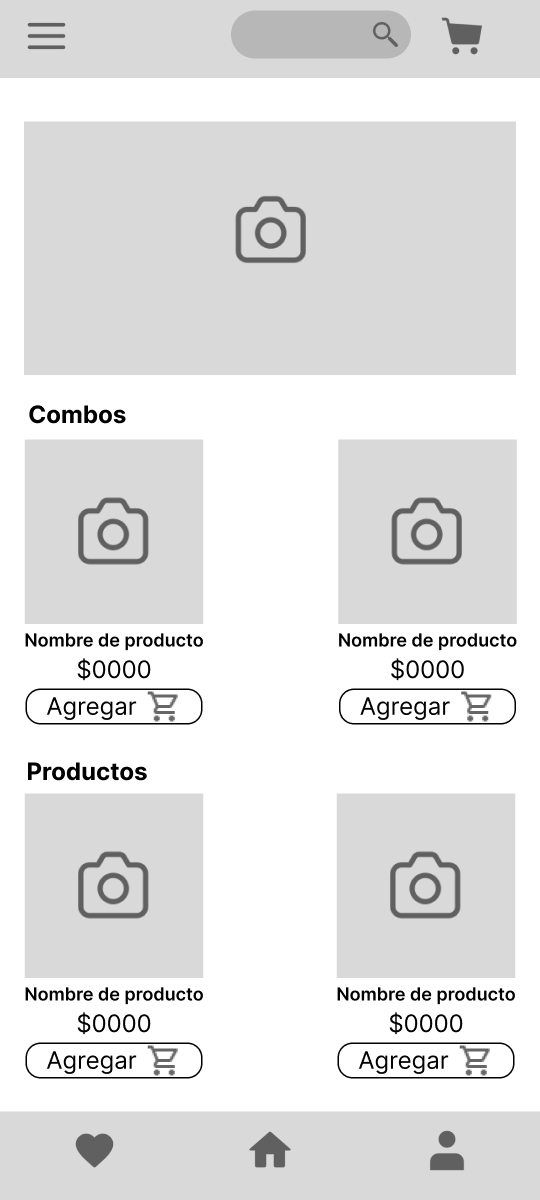 Combos
Nombre de producto Nombre de producto
$0000 $0000
Agregar Agregar
Productos
Nombre de producto Nombre de producto
$0000 $0000
Agregar Agregar